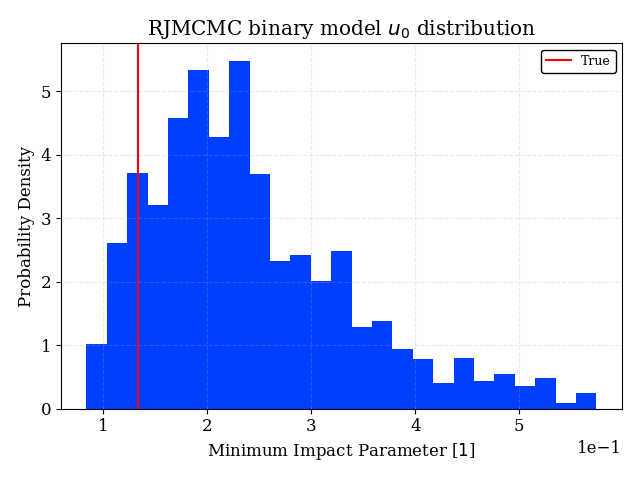 RJMCMC binary model $u_0$ distribution
True
Probability Density
5
4
3
2
1
0
1 2 3 4 5
1e−1
Minimum Impact Parameter [1]